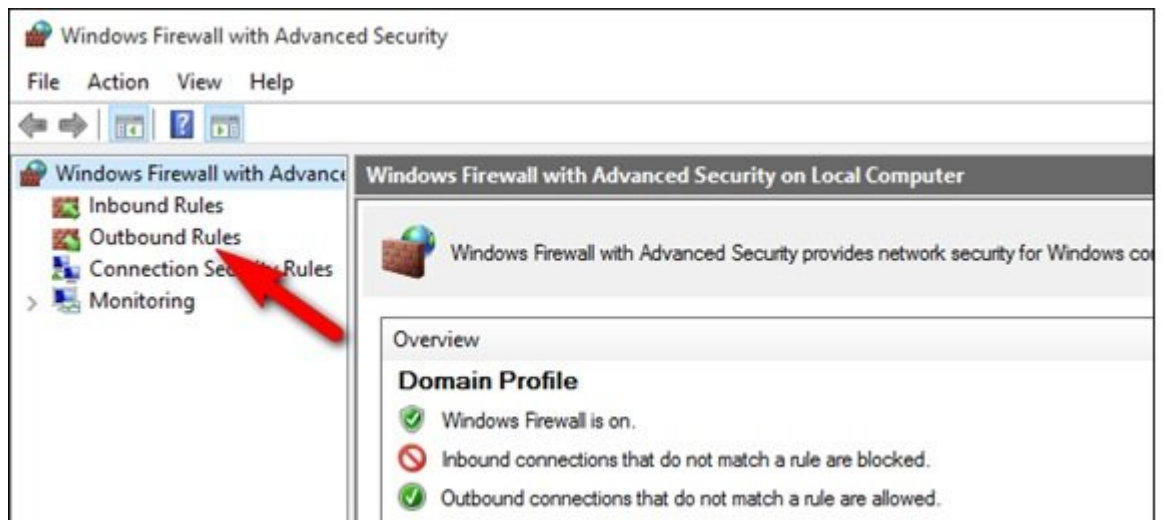 Windows Firewall with Advanced Security
File Action View Help
Windows Firewall with Advance
Inbound Rules
Outbound Rules
Connection Security Rules
Monitoring
Windows Firewall with Advanced Security on Local Computer
Windows Firewall with Advanced Security provides network security for Windows co
Overview
Domain Profile
Windows Firewall is on.
Inbound connections that do not match a rule are blocked.
Outbound connections that do not match a rule are allowed.